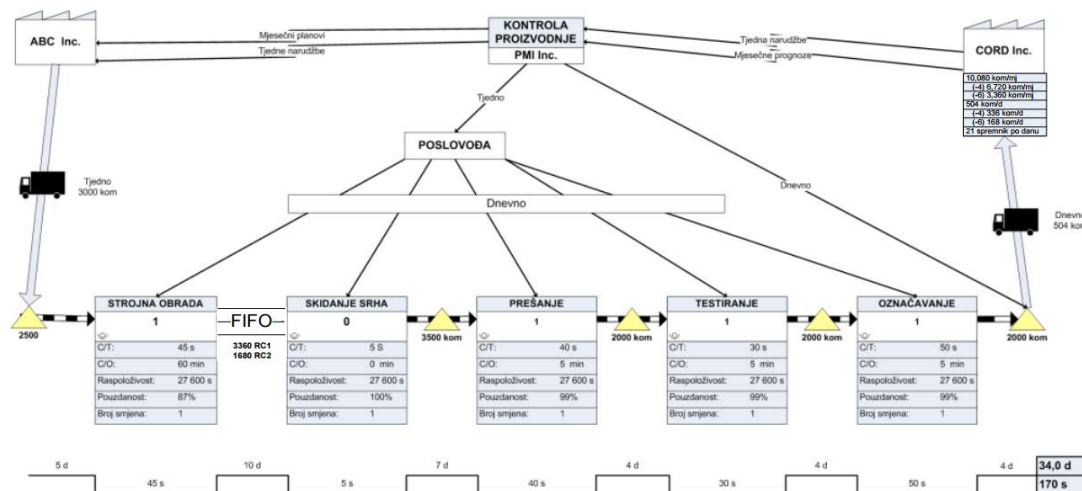 ABC Inc.
KONTROLA
PROIZVODNJE
PMI Inc.
CORD Inc.
Mjesečni planovi
Tjedne narudžbe
Tjedna narudžbe
Mjesečne prognoze
10,080 kom/mj
(-4) 6,720 kom/mj
(-6) 3,360 kom/mj
504 kom/d
(-4) 336 kom/d
(-6) 168 kom/d
21 spremnik po danu
Tjedno
POSLOVOĐA
Tjedno
3000 kom
Dnevno
Dnevno
Dnevno
504 kom
2500
STROJNA OBRADA
1
C/T: 45 s
C/O: 60 min
Raspoloživost: 27 600 s
Pouzdanost: 87%
Broj smjena: 1
FIFO
3360 RC1
1680 RC2
SKIDANJE SRHA
0
C/T: 5 S
C/O: 0 min
Raspoloživost: 27 600 s
Pouzdanost: 100%
Broj smjena: 1
3500 kom
PREŠANJE
1
C/T: 40 s
C/O: 5 min
Raspoloživost: 27 600 s
Pouzdanost: 99%
Broj smjena: 1
2000 kom
TESTIRANJE
1
C/T: 30 s
C/O: 5 min
Raspoloživost: 27 600 s
Pouzdanost: 99%
Broj smjena: 1
2000 kom
OZNAČAVANJE
1
C/T: 50 s
C/O: 5 min
Raspoloživost: 27 600 s
Pouzdanost: 99%
Broj smjena: 1
2000 kom
5 d 10 d 7 d 4 d 4 d 4 d 34,0 d
45 s 5 s 40 s 30 s 50 s 170 s